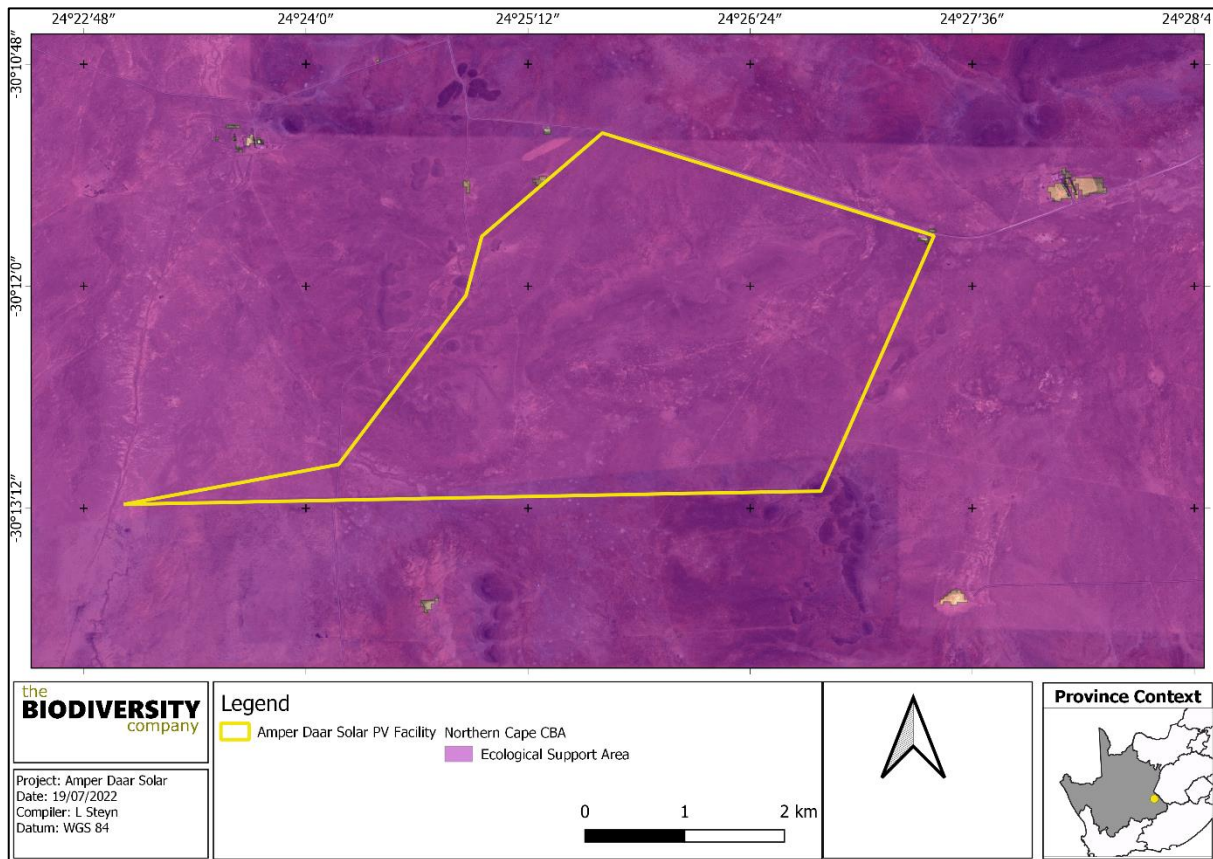 24°22'48" 24°24'0" 24°25'12" 24°26'24" 24°27'36" 24°28'4
-30°10'48"
-30°12'0"
-30°13'12"
the
BIODIVERSITY
company
Project: Amper Daar Solar
Date: 19/07/2022
Compiler: L Steyn
Datum: WGS 84
Legend
Amper Daar Solar PV Facility Northern Cape CBA
Ecological Support Area
0 1 2 km
Province Context